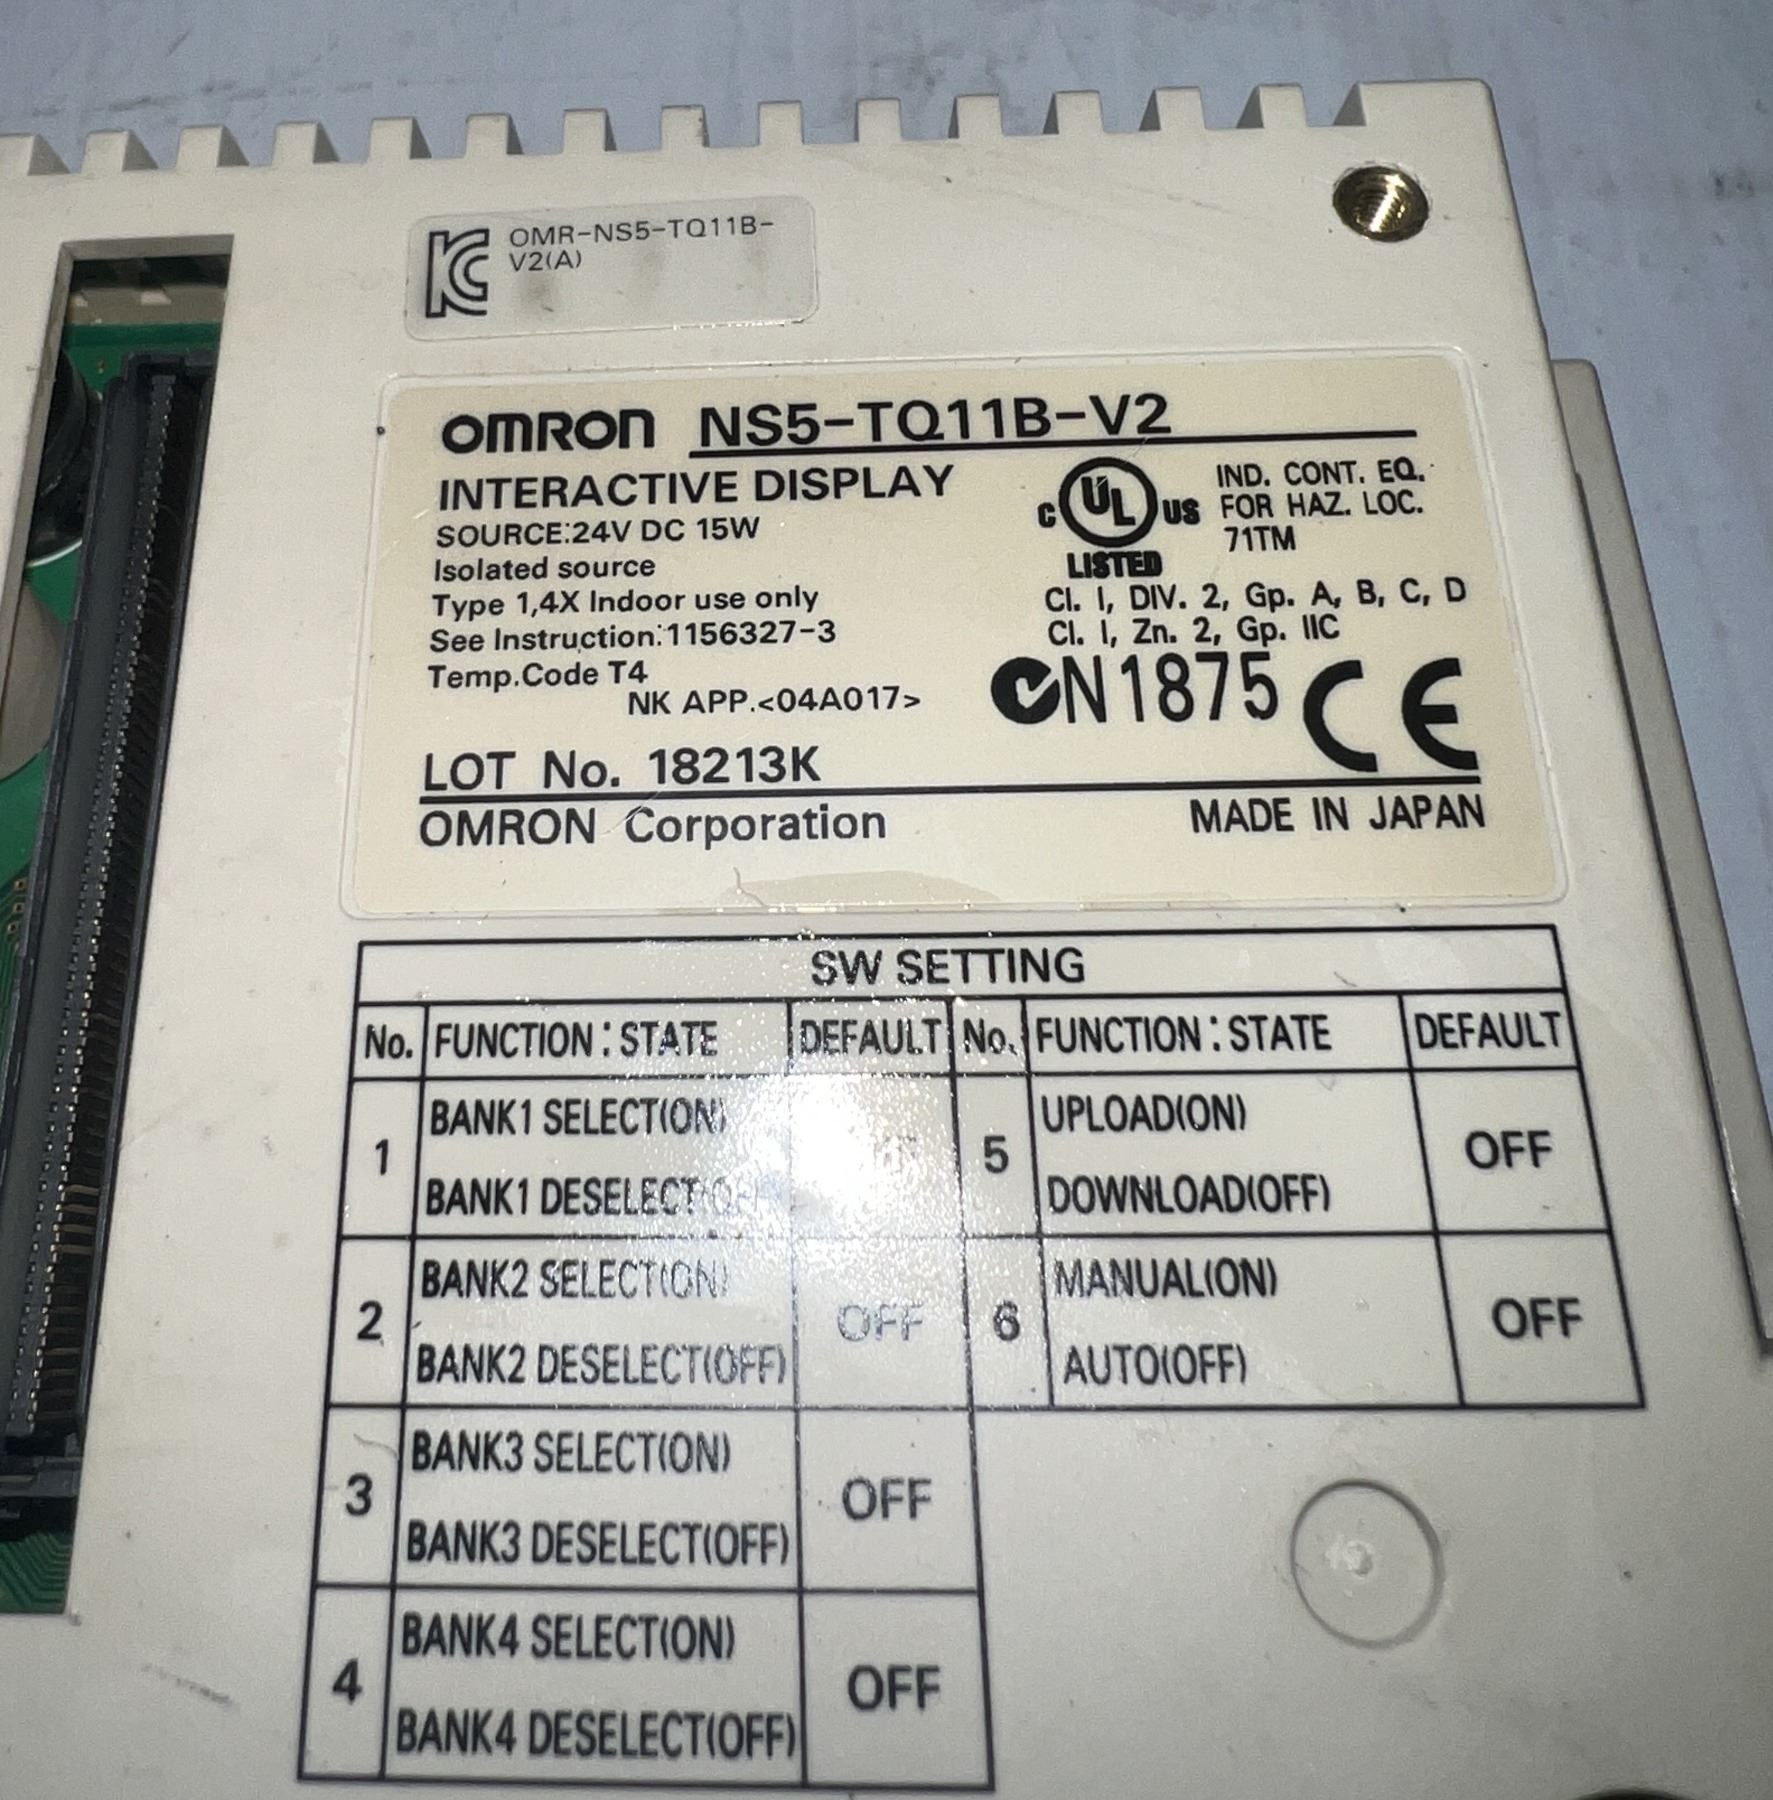 OMR-NS5-TQ11B-
V2(A)
OMRON NS5-TQ11B-V2
INTERACTIVE DISPLAY
SOURCE:24V DC 15W
Isolated source
Type 1,4X Indoor use only
See Instruction:1156327-3
Temp.Code T4
NK APP.<04A017>
C UL US
LISTED
IND. CONT. EQ.
FOR HAZ. LOC.
71TM
Cl. I, DIV. 2, Gp. A, B, C, D
Cl. I, Zn. 2, Gp. IIC
N1875 CE
LOT No. 18213K
OMRON Corporation
MADE IN JAPAN
SW SETTING
No. FUNCTION:STATE DEFAULT No. FUNCTION:STATE DEFAULT
1
BANK1 SELECT(ON)
BANK1
2
BANK2 SELECT(ON)
BANK2 DESELECT(OFF)
OFF
3
BANK3 SELECT(ON)
BANK3 DESELECT(OFF)
OFF
4
BANK4 SELECT(ON)
BANK4 DESELECT(OFF)
OFF
5
UPLOAD(ON)
DOWNLOAD(OFF)
OFF
6
MANUAL(ON)
AUTO(OFF)
OFF